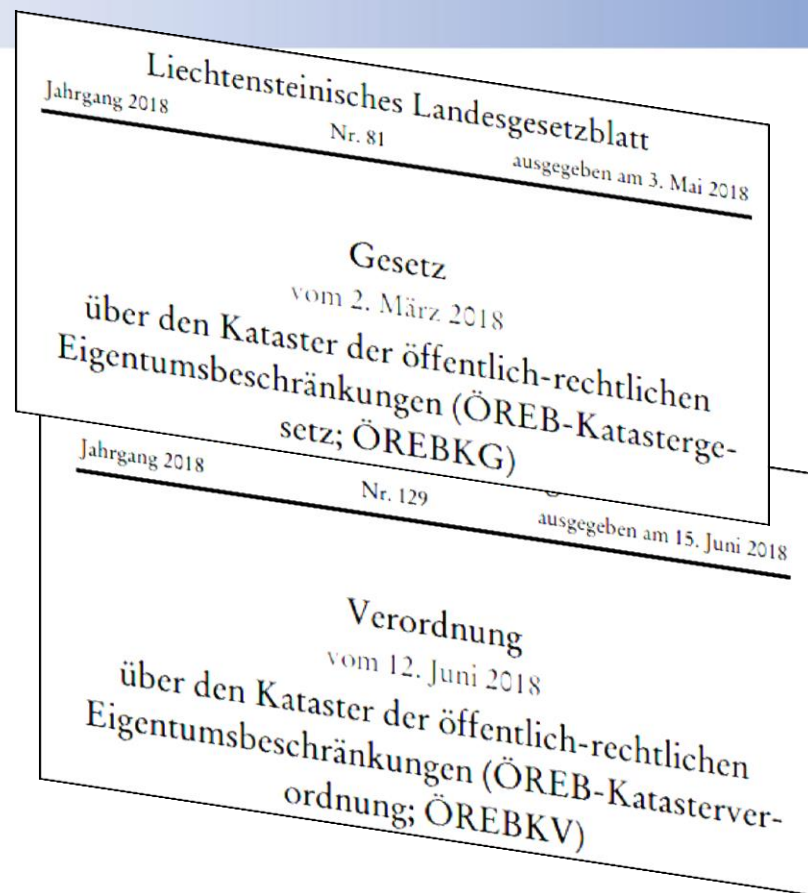 Liechtensteinisches Landesgesetzblatt
Jahrgang 2018 Nr. 81 ausgegeben am 3. Mai 2018
Gesetz
vom 2. März 2018
über den Kataster der öffentlich-rechtlichen
Eigentumsbeschränkungen (ÖREB-Katasterge-
setz; ÖREBKG)
Jahrgang 2018 Nr. 129 ausgegeben am 15. Juni 2018
Verordnung
vom 12. Juni 2018
über den Kataster der öffentlich-rechtlichen
Eigentumsbeschränkungen (ÖREB-Katasterver-
ordnung; ÖREBKV)